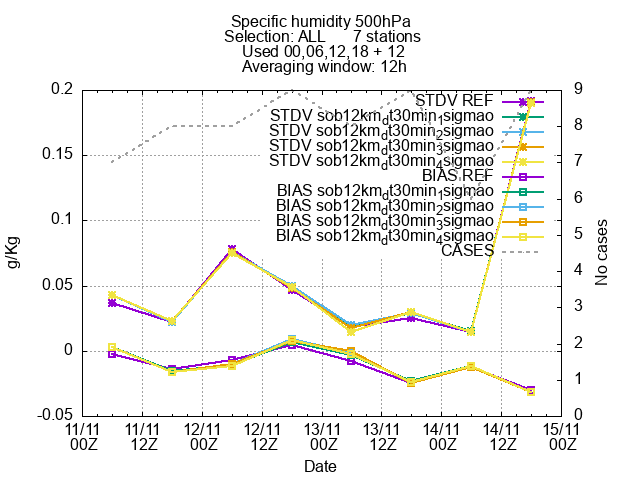 Specific humidity 500hPa
Selection: ALL 7 stations
Used 00,06,12,18 + 12
Averaging window: 12h
STDV REF
STDV sob12km_dt30min_1sigmao
STDV sob12km_dt30min_2sigmao
STDV sob12km_dt30min_3sigmao
STDV sob12km_dt30min_4sigmao
BIAS REF
BIAS sob12km_dt30min_1sigmao
BIAS sob12km_dt30min_2sigmao
BIAS sob12km_dt30min_3sigmao
BIAS sob12km_dt30min_4sigmao
CASES
0.2
0.15
0.1
0.05
0
-0.05
g/Kg
9
8
7
6
5
4
3
2
1
0
No cases
11/11 11/11 12/11 12/11 13/11 13/11 14/11 14/11 15/11
00Z 12Z 00Z 12Z 00Z 12Z 00Z 12Z 00Z
Date